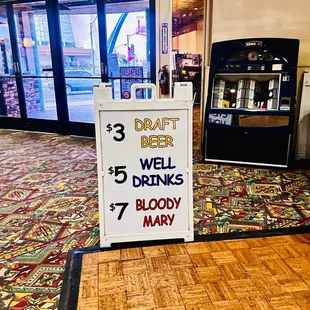 $3 DRAFT
BEER
$5 WELL
DRINKS
$7 BLOODY
MARY